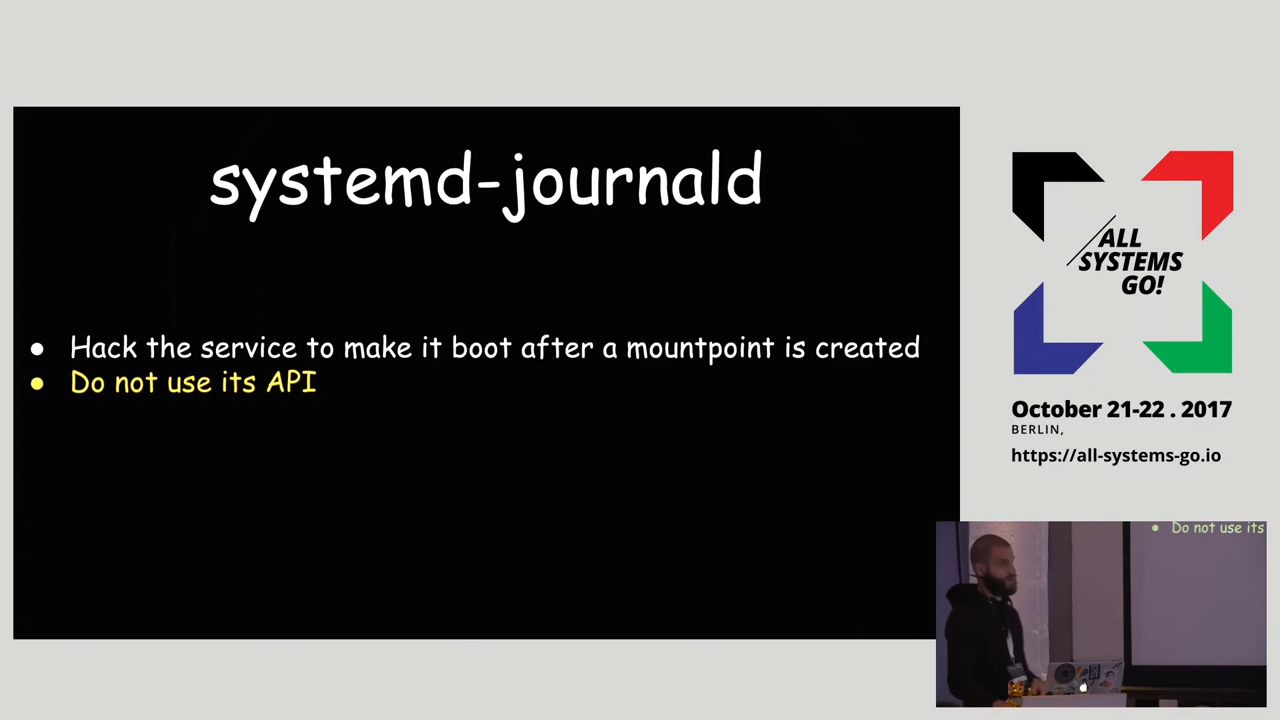 systemd-journald
● Hack the service to make it boot after a mountpoint is created
● Do not use its API
ALL
SYSTEMS
GO!
October 21-22 . 2017
BERLIN,
https://all-systems-go.io
● Do not use its